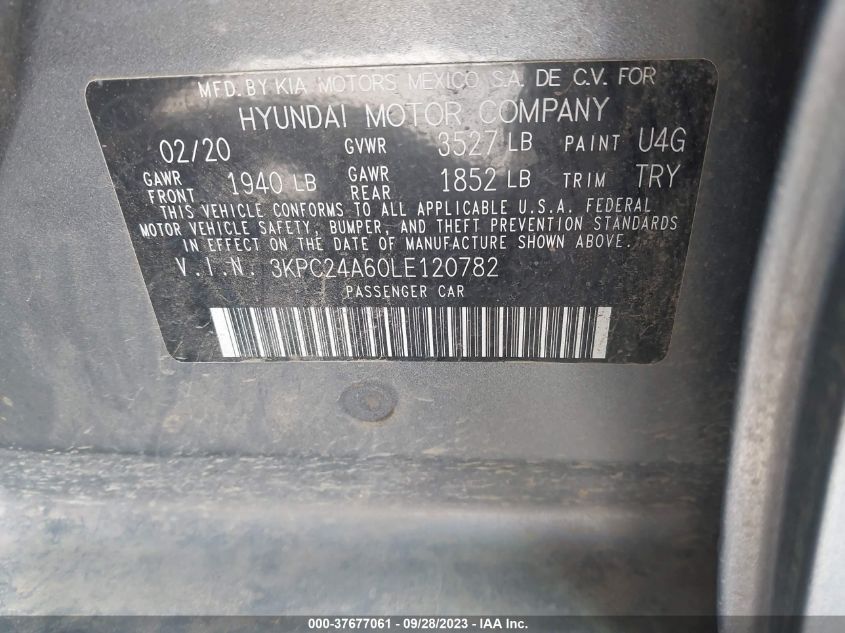 MFD. BY KIA MOTORS MEXICO S.A. DE C.V. FOR
HYUNDAI MOTOR COMPANY
02/20 GVWR 3527 LB PAINT U4G
GAWR FRONT 1940 LB GAWR REAR 1852 LB TRIM TRY
THIS VEHICLE CONFORMS TO ALL APPLICABLE U.S.A. FEDERAL
MOTOR VEHICLE SAFETY, BUMPER, AND THEFT PREVENTION STANDARDS
IN EFFECT ON THE DATE OF MANUFACTURE SHOWN ABOVE.
V.I.N: 3KPC24A60LE120782
PASSENGER CAR
000-37677061 - 09/28/2023 - IAA Inc.